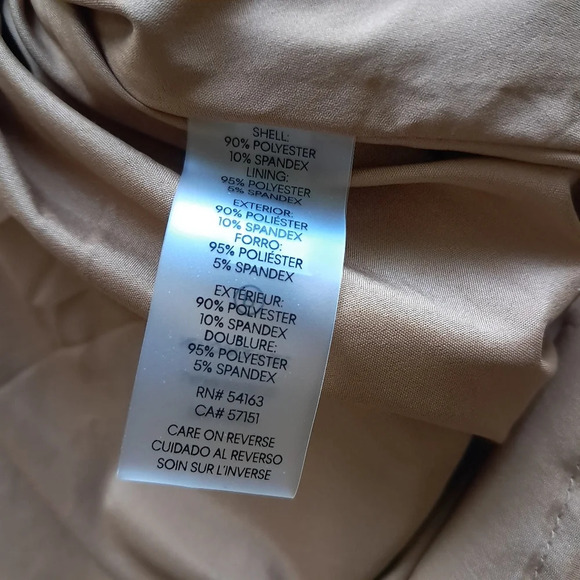 SHELL:
90% POLYESTER
10% SPANDEX
LINING:
95% POLYESTER
5% SPANDEX
EXTERIOR:
90% POLIÉSTER
10% SPANDEX
FORRO:
95% POLIÉSTER
5% SPANDEX
EXTÉRIEUR:
90% POLYESTER
10% SPANDEX
DOUBLURE:
95% POLYESTER
5% SPANDEX
RN# 54163
CA# 57151
CARE ON REVERSE
CUIDADO AL REVERSO
SOIN SUR L'INVERSE